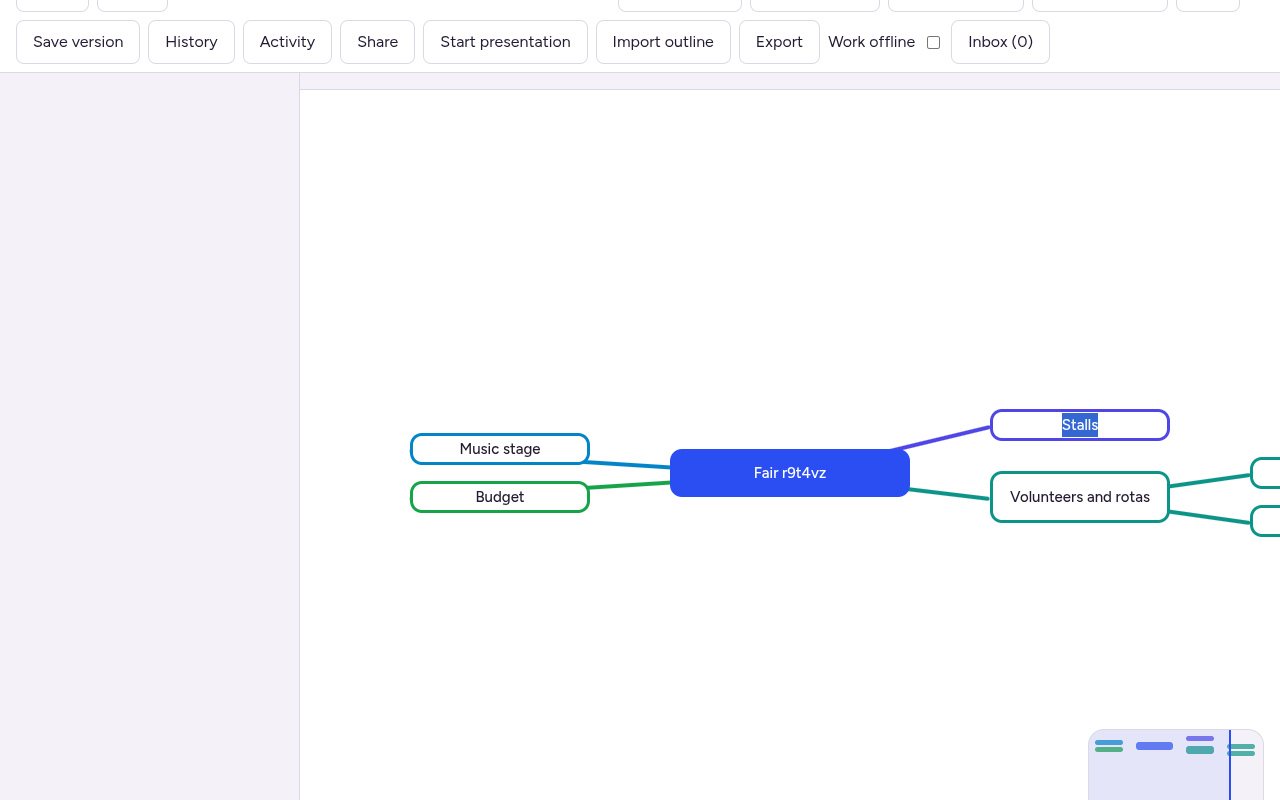 Save version History Activity Share Start presentation Import outline Export Work offline Inbox (0)
Stalls
Music stage
Fair r9t4vz
Budget
Volunteers and rotas